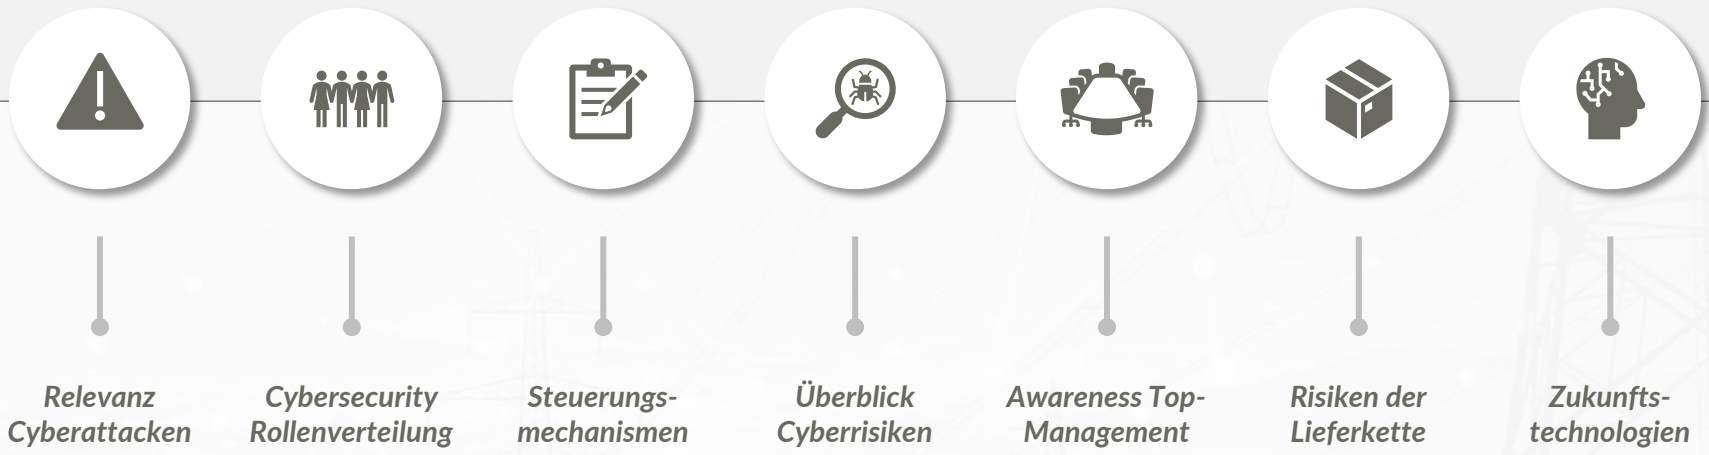 Relevanz
Cyberattacken
Cybersecurity
Rollenverteilung
Steuerungs-
mechanismen
Überblick
Cyberrisiken
Awareness Top-
Management
Risiken der
Lieferkette
Zukunfts-
technologien